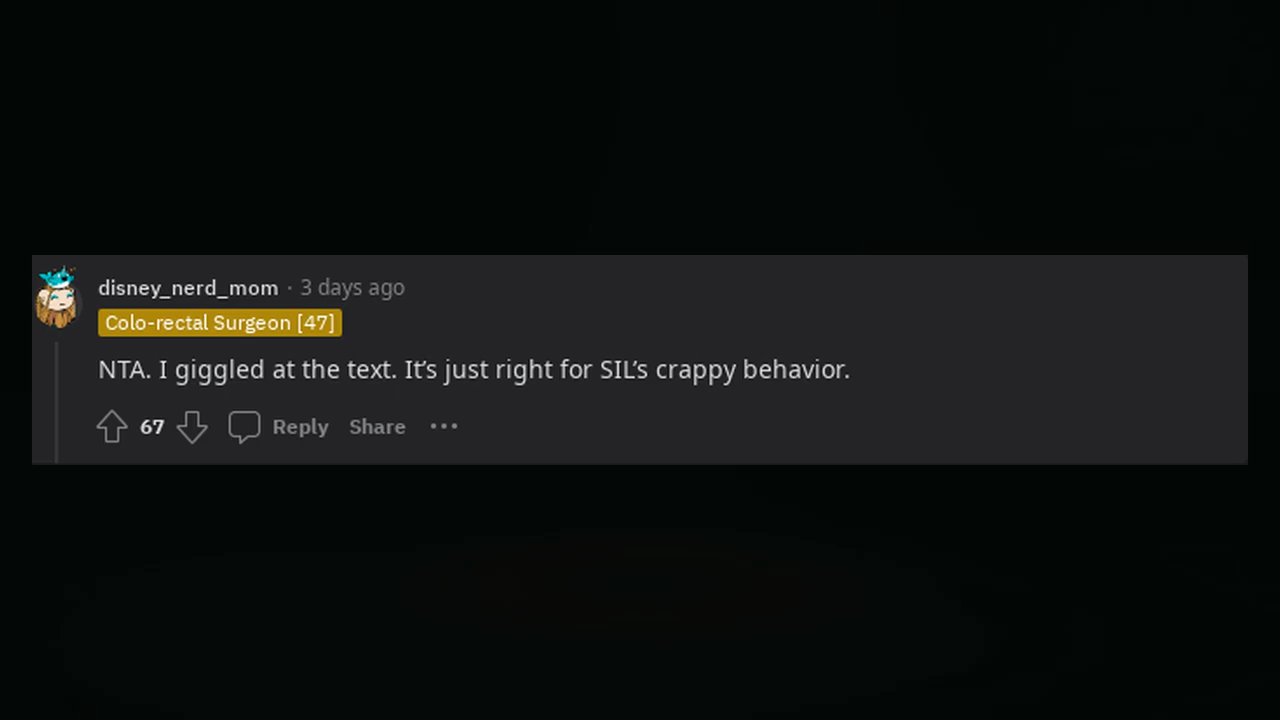 disney_nerd_mom · 3 days ago
Colo-rectal Surgeon [47]
NTA. I giggled at the text. It’s just right for SIL’s crappy behavior.
67 Reply Share ···